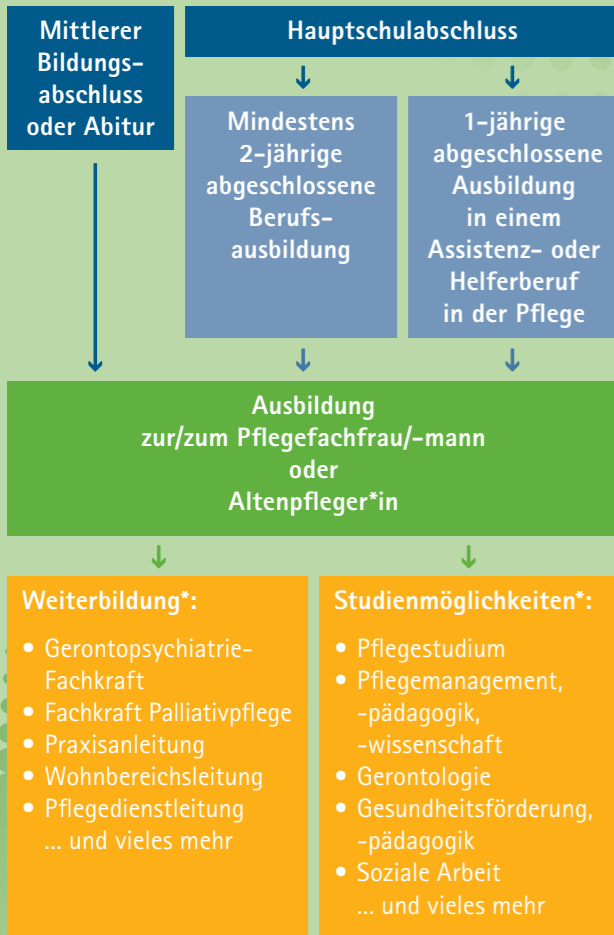 Mittlerer
Bildungs-
abschluss
oder Abitur
Hauptschulabschluss
Mindestens
2-jährige
abgeschlossene
Berufs-
ausbildung
1-jährige
abgeschlossene
Ausbildung
in einem
Assistenz- oder
Helferberuf
in der Pflege
Ausbildung
zur/zum Pflegefachfrau/-mann
oder
Altenpfleger*in
Weiterbildung*:
• Gerontopsychiatrie-
Fachkraft
• Fachkraft Palliativpflege
• Praxisanleitung
• Wohnbereichsleitung
• Pflegedienstleitung
... und vieles mehr
Studienmöglichkeiten*:
• Pflegestudium
• Pflegemanagement,
-pädagogik,
-wissenschaft
• Gerontologie
• Gesundheitsförderung,
-pädagogik
• Soziale Arbeit
... und vieles mehr